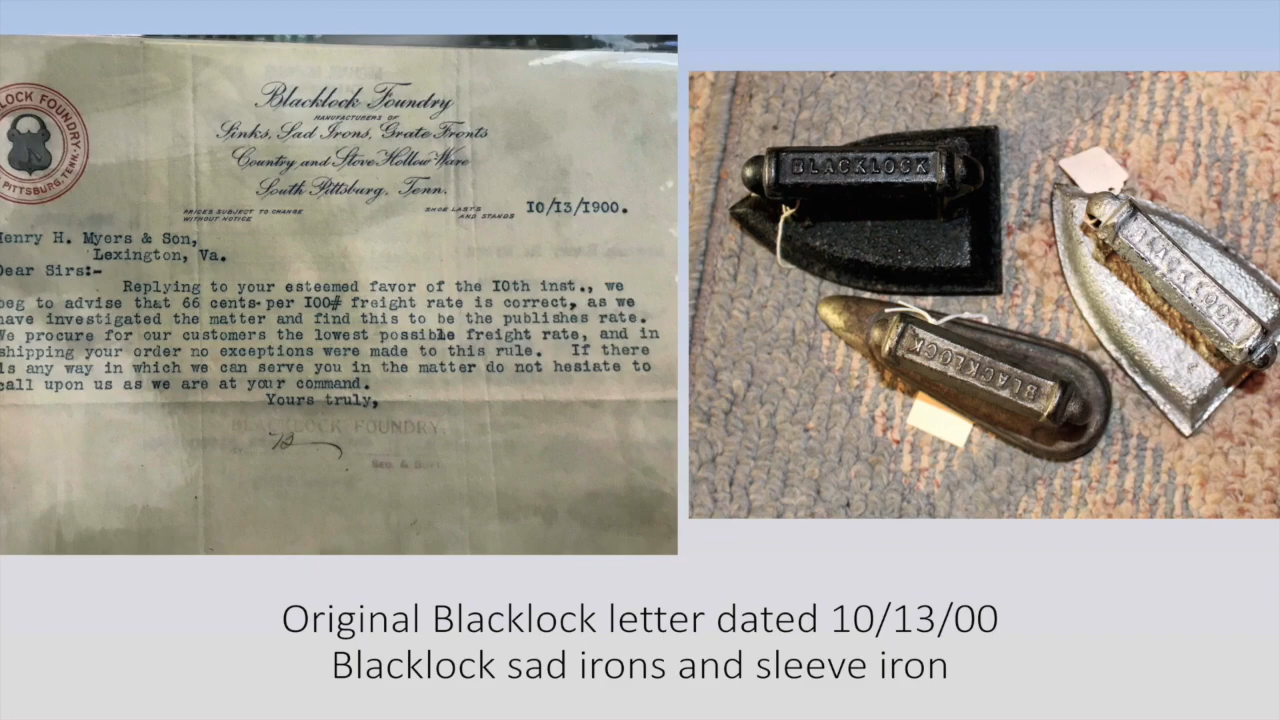 LOCK FOUNDRY.
PITTSBURG, TENN.
Blacklock Foundry
MANUFACTURERS OF
Sinks, Sad Irons, Grate Fronts
Country and Stove Hollow Ware
South Pittsburg, Tenn.
PRICES SUBJECT TO CHANGE
WITHOUT NOTICE
SHOE LASTS
AND STANDS
10/13/1900.
Henry H. Myers & Son,
Lexington, Va.
Dear Sirs:-
Replying to your esteemed favor of the 10th inst., we
beg to advise that 66 cents per 100# freight rate is correct, as we
have investigated the matter and find this to be the publishes rate.
We procure for our customers the lowest possible freight rate, and in
shipping your order no exceptions were made to this rule. If there
is any way in which we can serve you in the matter do not hesiate to
call upon us as we are at your command.
Yours truly,
BLACKLOCK FOUNDRY.
BLACKLOCK
BLACKLOCK
BLACKLOCK
Original Blacklock letter dated 10/13/00
Blacklock sad irons and sleeve iron